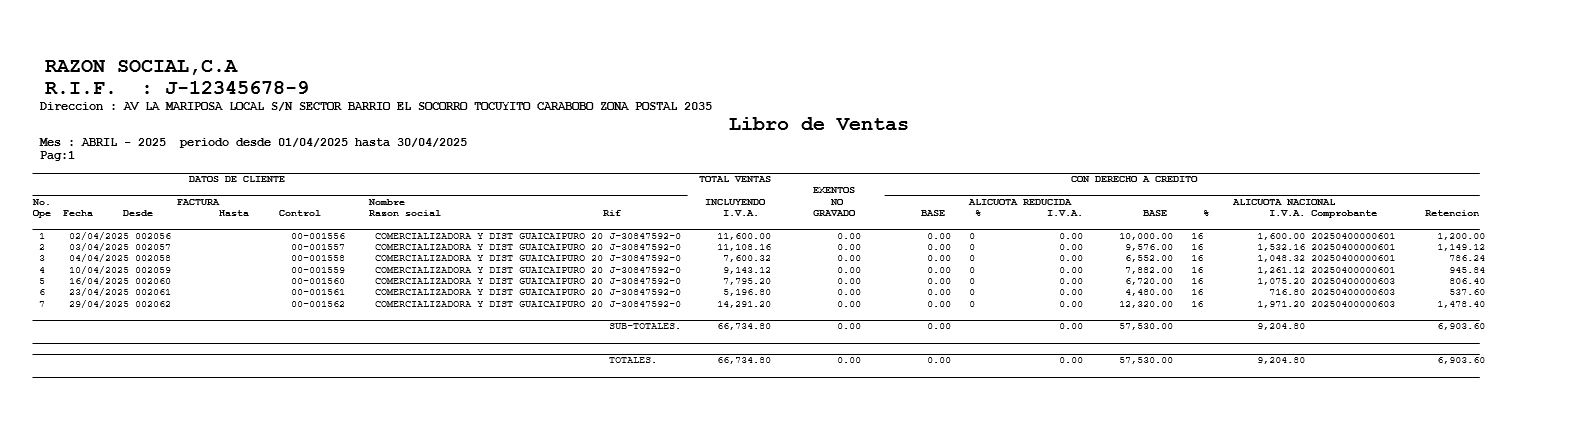 RAZON SOCIAL,C.A
R.I.F. : J-12345678-9
Direccion : AV LA MARIPOSA LOCAL S/N SECTOR BARRIO EL SOCORRO TOCUYITO CARABOBO ZONA POSTAL 2035
Libro de Ventas
Mes : ABRIL - 2025 periodo desde 01/04/2025 hasta 30/04/2025
Pag:1
DATOS DE CLIENTE TOTAL VENTAS CON DERECHO A CREDITO
EXENTOS
No. FACTURA Nombre INCLUYENDO NO ALICUOTA REDUCIDA ALICUOTA NACIONAL
Ope Fecha Desde Hasta Control Razon social Rif I.V.A. GRAVADO BASE % I.V.A. BASE % I.V.A. Comprobante Retencion
1 02/04/2025 002056 00-001556 COMERCIALIZADORA Y DIST GUAICAIPURO 20 J-30847592-0 11,600.00 0.00 0.00 0 0.00 10,000.00 16 1,600.00 20250400000601 1,200.00
2 03/04/2025 002057 00-001557 COMERCIALIZADORA Y DIST GUAICAIPURO 20 J-30847592-0 11,108.16 0.00 0.00 0 0.00 9,576.00 16 1,532.16 20250400000601 1,149.12
3 04/04/2025 002058 00-001558 COMERCIALIZADORA Y DIST GUAICAIPURO 20 J-30847592-0 7,600.32 0.00 0.00 0 0.00 6,552.00 16 1,048.32 20250400000601 786.24
4 10/04/2025 002059 00-001559 COMERCIALIZADORA Y DIST GUAICAIPURO 20 J-30847592-0 9,143.12 0.00 0.00 0 0.00 7,882.00 16 1,261.12 20250400000601 945.84
5 16/04/2025 002060 00-001560 COMERCIALIZADORA Y DIST GUAICAIPURO 20 J-30847592-0 7,795.20 0.00 0.00 0 0.00 6,720.00 16 1,075.20 20250400000603 806.40
6 23/04/2025 002061 00-001561 COMERCIALIZADORA Y DIST GUAICAIPURO 20 J-30847592-0 5,196.80 0.00 0.00 0 0.00 4,480.00 16 716.80 20250400000603 537.60
7 29/04/2025 002062 00-001562 COMERCIALIZADORA Y DIST GUAICAIPURO 20 J-30847592-0 14,291.20 0.00 0.00 0 0.00 12,320.00 16 1,971.20 20250400000603 1,478.40
SUB-TOTALES. 66,734.80 0.00 0.00 0.00 57,530.00 9,204.80 6,903.60
TOTALES. 66,734.80 0.00 0.00 0.00 57,530.00 9,204.80 6,903.60